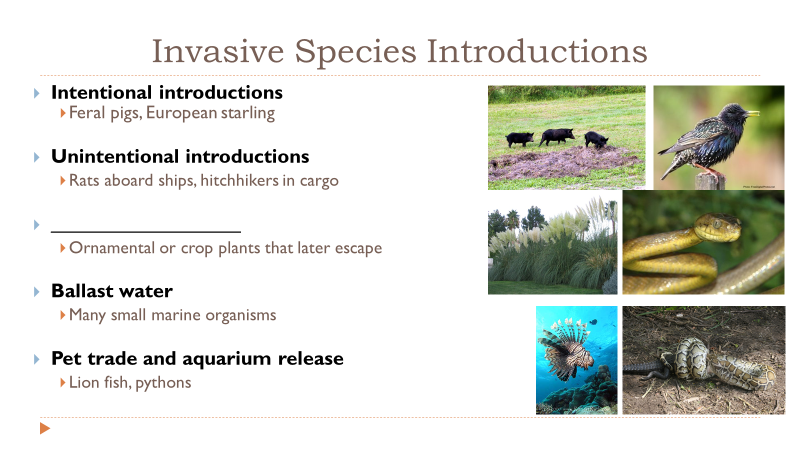 Invasive Species Introductions
Intentional introductions
Feral pigs, European starling
Unintentional introductions
Rats aboard ships, hitchhikers in cargo
____________________
Ornamental or crop plants that later escape
Ballast water
Many small marine organisms
Pet trade and aquarium release
Lion fish, pythons